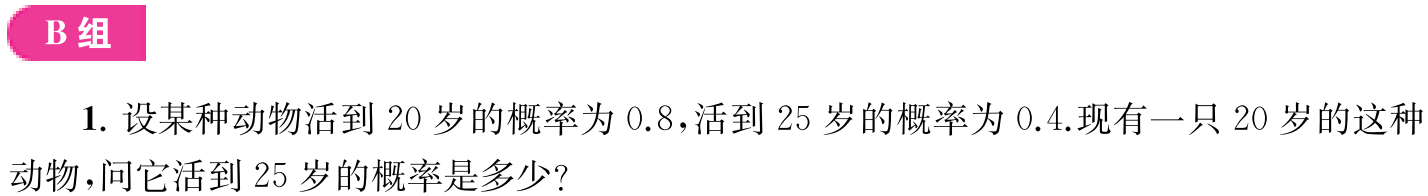 B 组
1. 设某种动物活到 20 岁的概率为 0.8,活到 25 岁的概率为 0.4.现有一只 20 岁的这种
动物,问它活到 25 岁的概率是多少?